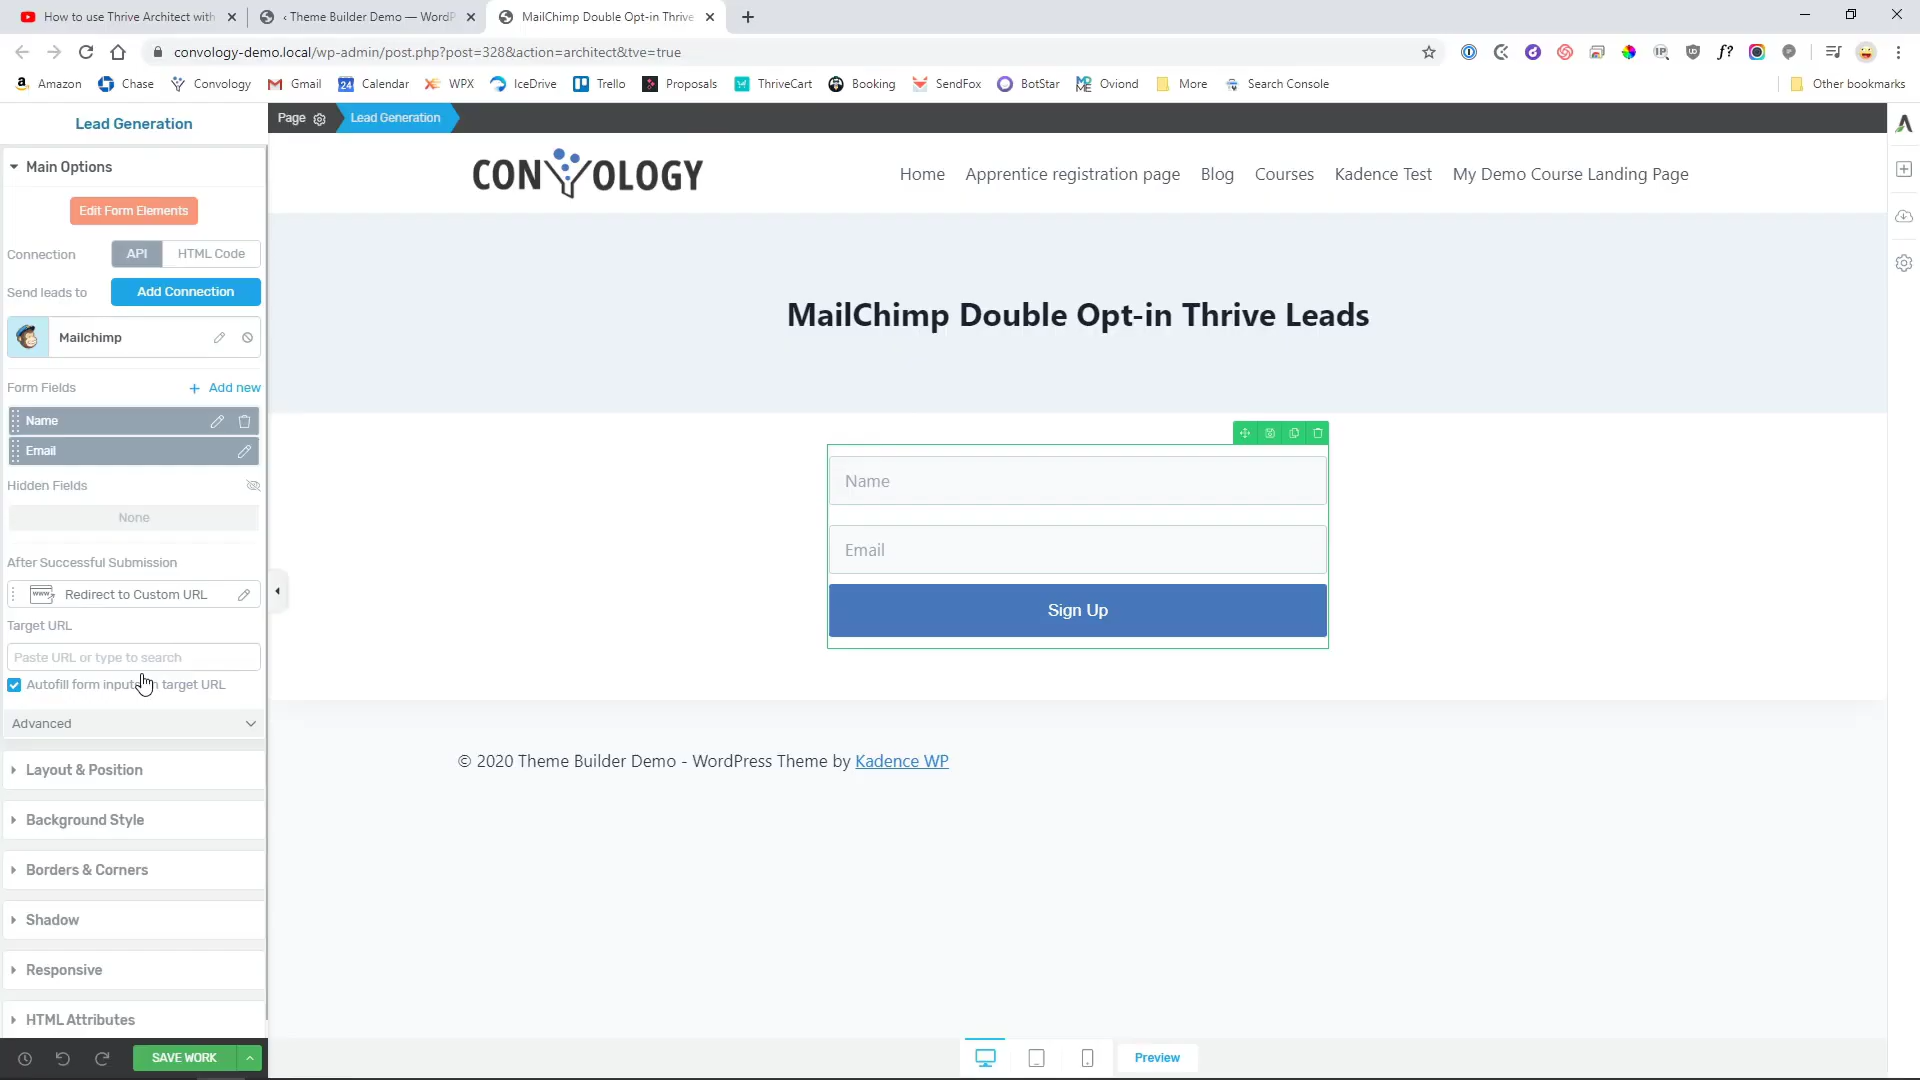 How to use Thrive Architect with
‹ Theme Builder Demo — WordP
MailChimp Double Opt-in Thrive
convology-demo.local/wp-admin/post.php?post=328&action=architect&tve=true
Amazon
Chase
Convology
Gmail
24
Calendar
WPX
IceDrive
Trello
Proposals
ThriveCart
Booking
SendFox
BotStar
Oviond
More
Search Console
Other bookmarks
Lead Generation
Page
Lead Generation
Main Options
Edit Form Elements
Connection
API
HTML Code
Send leads to
Add Connection
Mailchimp
Form Fields
+ Add new
Name
Email
Hidden Fields
None
After Successful Submission
Redirect to Custom URL
Target URL
Paste URL or type to search
Autofill form input target URL
Advanced
Layout & Position
Background Style
Borders & Corners
Shadow
Responsive
HTML Attributes
SAVE WORK
CONVOLOGY
Home
Apprentice registration page
Blog
Courses
Kadence Test
My Demo Course Landing Page
MailChimp Double Opt-in Thrive Leads
Name
Email
Sign Up
© 2020 Theme Builder Demo - WordPress Theme by Kadence WP
Preview